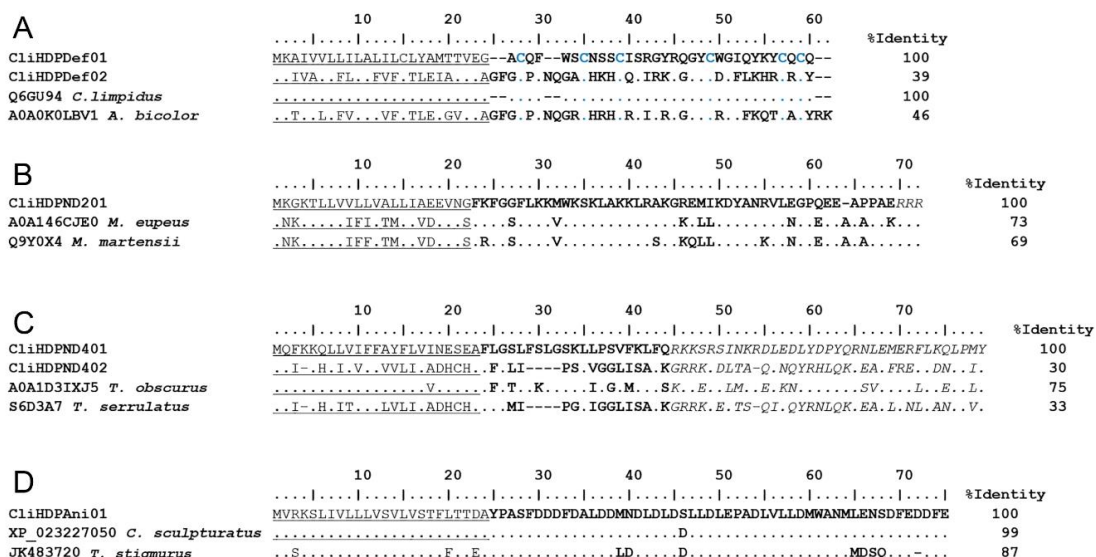 A
10 20 30 40 50 60
....|....|....|....|....|....|....|....|....|....|....|....|.. %Identity
CliHDPDef01 MKAIVVLLILALILCLYAMTTVEG--ACQF--WSCNSSCISRGYRQGYCWGIQYKYCQCQ-- 100
CliHDPDef02 ..IVA..FL...FVF.TLEIA...AGFG.P.NQGA.HKH.Q.IRK.G...D.FLKHR.R.Y-- 39
Q6GU94 C.limpidus ........................--....--............................-- 100
A0A0K0LBV1 A. bicolor ..T..L.FV...VF.TLE.GV..AGFG.P.NQGR.HRH.R.I.R.G...R..FKQT.A.YRK 46
B
10 20 30 40 50 60 70
....|....|....|....|....|....|....|....|....|....|....|....|....|....|.. %Identity
CliHDPND201 MKGKTLLVVLLVALLIAEEVNGFKFGGFLKKMWKSKLAKKLRAKGREMIKDYANRVLEGPQEE-APPAERRR 100
A0A146CJE0 M. eupeus .NK.....IFI.TM..VD...S....S....V.............K.LL........N..E..A.A..R... 73
Q9Y0X4 M. martensii .NK.....IFF.TM..VD...S.R..S....V..........S..KQLL.....S..N..E..A.A...... 69
C
10 20 30 40 50 60 70
....|....|....|....|....|....|....|....|....|....|....|....|....|....|....|.... %Identity
CliHDPND401 MQFKKQLLVIFFAYFLVINESEAFLGSLFSLGSKLLPSVFKLFQRKKSRSINKRDLEDLYDPYQRNLEMERFLKQLPMY 100
CliHDPND402 ..I-.H.I.V..VVLI.ADHCH...F.LI----PS.VGGLISA.KGRRK.DLTA-QNQYRHLQK.EA.FRE..DN..I. 30
A0A1D3IXJ5 T. obscurus .................V......F.T..K.....I.G.M...S.K..E..LM..E.KN.......SV....L..E... 75
S6D3A7 T. serrulatus ..I-.H.IT...LVLI.ADHCH....MI----PG.IGGLISA.KGRRK.E.TS-QI.QYRNLQK.EA.L.NL.AN..V. 33
D
10 20 30 40 50 60 70
....|....|....|....|....|....|....|....|....|....|....|....|....|....|....| %Identity
CliHDPAni01 MVRKSLIVLLLVSVLVSTFLTTDAYPASFDDDFDALDDMNDLDLDSLLDLEPADLVLLDMWANMLENSDFEDDFE 100
XP_023227050 C. sculpturatus .............................................D............................. 99
JK483720 T. stigmurus ..S................F..E...............LD.....D..................MDSO...-... 87